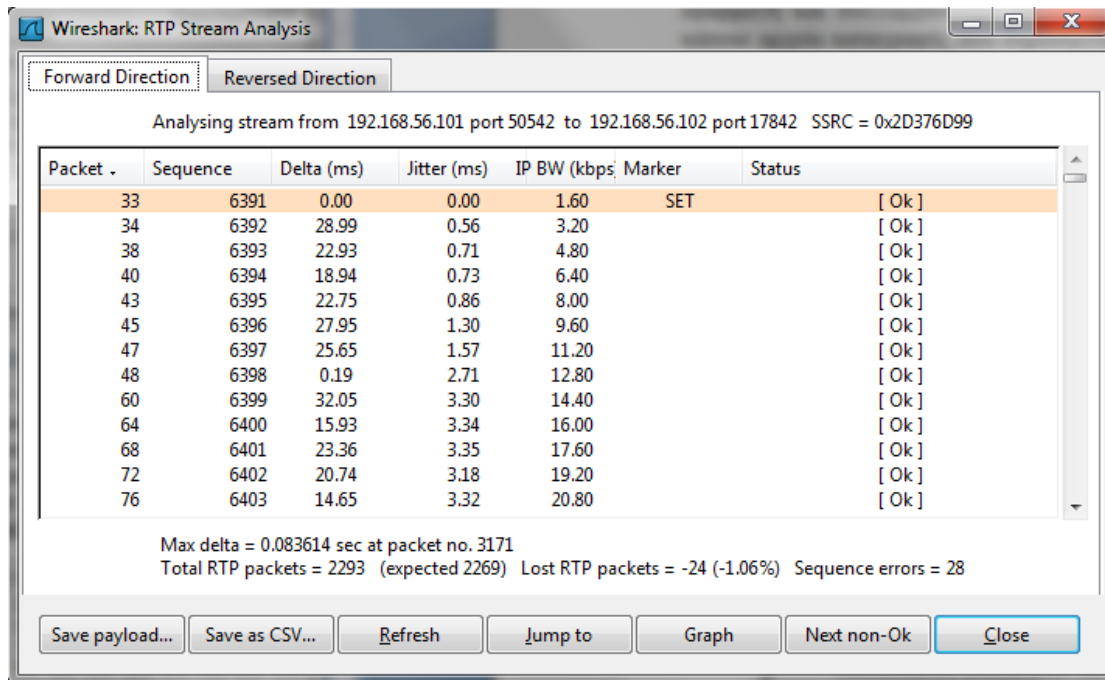 Wireshark: RTP Stream Analysis
Forward Direction Reversed Direction
Analysing stream from 192.168.56.101 port 50542 to 192.168.56.102 port 17842 SSRC = 0x2D376D99
Packet Sequence Delta (ms) Jitter (ms) IP BW (kbps Marker Status
33 6391 0.00 0.00 1.60 SET [ Ok ]
34 6392 28.99 0.56 3.20 [ Ok ]
38 6393 22.93 0.71 4.80 [ Ok ]
40 6394 18.94 0.73 6.40 [ Ok ]
43 6395 22.75 0.86 8.00 [ Ok ]
45 6396 27.95 1.30 9.60 [ Ok ]
47 6397 25.65 1.57 11.20 [ Ok ]
48 6398 0.19 2.71 12.80 [ Ok ]
60 6399 32.05 3.30 14.40 [ Ok ]
64 6400 15.93 3.34 16.00 [ Ok ]
68 6401 23.36 3.35 17.60 [ Ok ]
72 6402 20.74 3.18 19.20 [ Ok ]
76 6403 14.65 3.32 20.80 [ Ok ]
Max delta = 0.083614 sec at packet no. 3171
Total RTP packets = 2293 (expected 2269) Lost RTP packets = -24 (-1.06%) Sequence errors = 28
Save payload... Save as CSV... Refresh Jump to Graph Next non-Ok Close